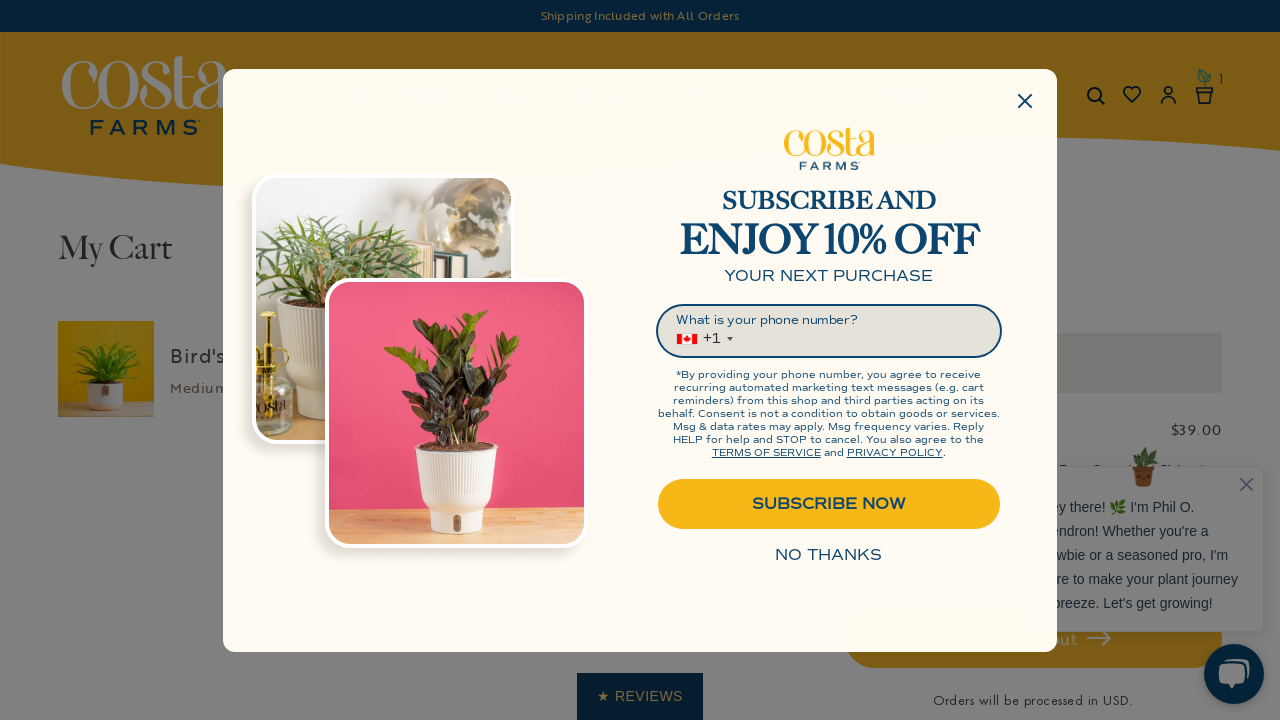 Shipping Included with All Orders
costa
FARMS
1
My Cart
Bird's
Medium
$39.00
costa
FARMS
SUBSCRIBE AND
ENJOY 10% OFF
YOUR NEXT PURCHASE
What is your phone number?
+1
*By providing your phone number, you agree to receive
recurring automated marketing text messages (e.g. cart
reminders) from this shop and third parties acting on its
behalf. Consent is not a condition to obtain goods or services.
Msg & data rates may apply. Msg frequency varies. Reply
HELP for help and STOP to cancel. You also agree to the
TERMS OF SERVICE and PRIVACY POLICY.
SUBSCRIBE NOW
NO THANKS
there! 🌿 I'm Phil O.
endron! Whether you're a
wbie or a seasoned pro, I'm
re to make your plant journey
breeze. Let's get growing!
★ REVIEWS
Orders will be processed in USD.